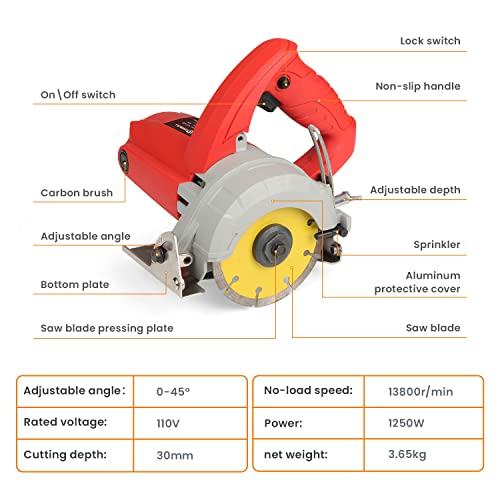 Lock switch
On\Off switch
Non-slip handle
Carbon brush
Adjustable depth
Adjustable angle
Sprinkler
Bottom plate
Aluminum
protective cover
Saw blade pressing plate
Saw blade
Adjustable angle: 0-45°
Rated voltage: 110V
Cutting depth: 30mm
No-load speed: 13800r/min
Power: 1250W
net weight: 3.65kg